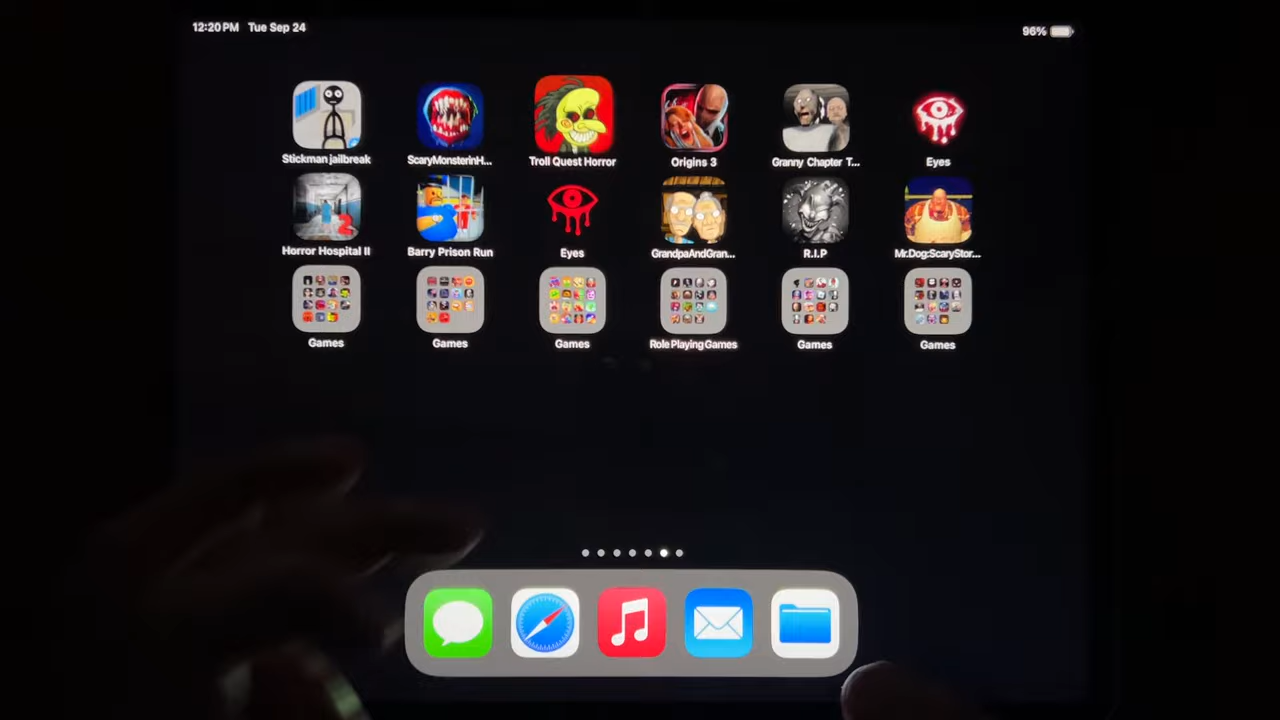 12:20 PM Tue Sep 24
96%
Stickman jailbreak
ScaryMonsterinH...
Troll Quest Horror
Origins 3
Granny Chapter T...
Eyes
2
Horror Hospital II
Barry Prison Run
Eyes
GrandpaAndGran...
R.I.P
Mr.Dog:ScaryStor...
Games
Games
Games
Role Playing Games
Games
Games